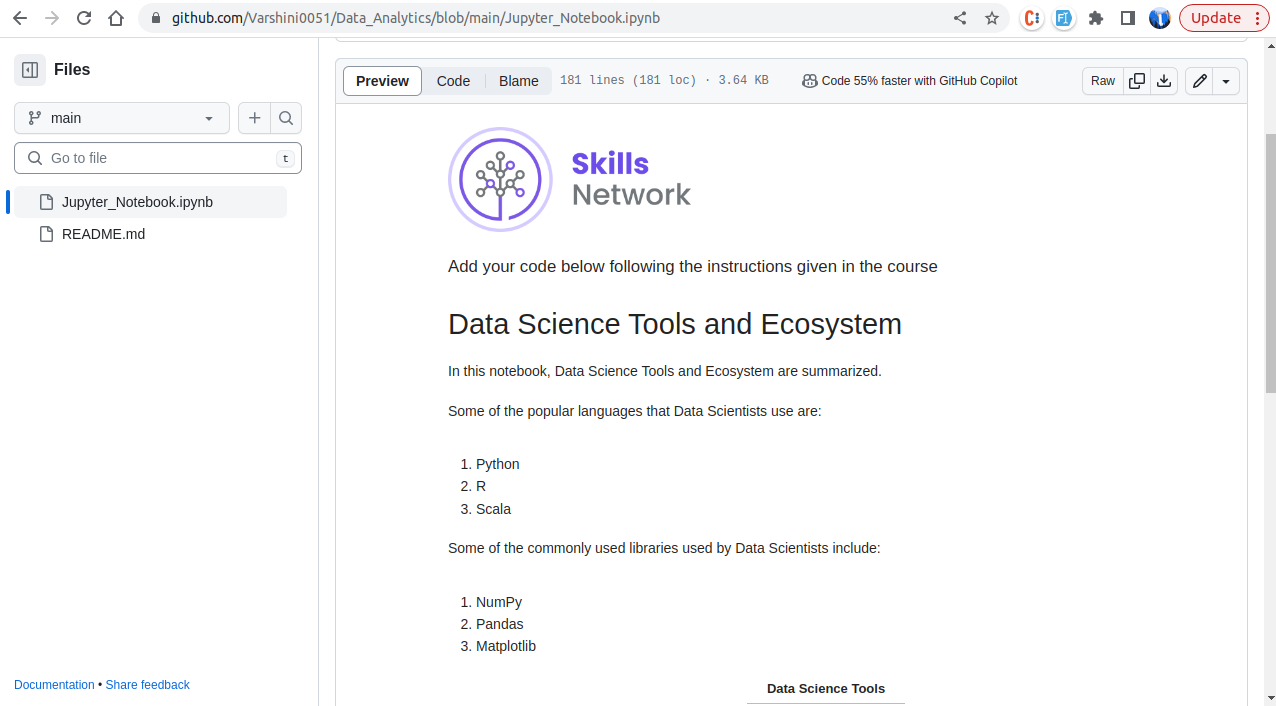 github.com/Varshini0051/Data_Analytics/blob/main/Jupyter_Notebook.ipynb
Update
Files
main
Go to file
t
Jupyter_Notebook.ipynb
README.md
Documentation • Share feedback
Preview Code Blame 181 lines (181 loc) · 3.64 KB Code 55% faster with GitHub Copilot Raw
Skills
Network
Add your code below following the instructions given in the course
Data Science Tools and Ecosystem
In this notebook, Data Science Tools and Ecosystem are summarized.
Some of the popular languages that Data Scientists use are:
1. Python
2. R
3. Scala
Some of the commonly used libraries used by Data Scientists include:
1. NumPy
2. Pandas
3. Matplotlib
Data Science Tools